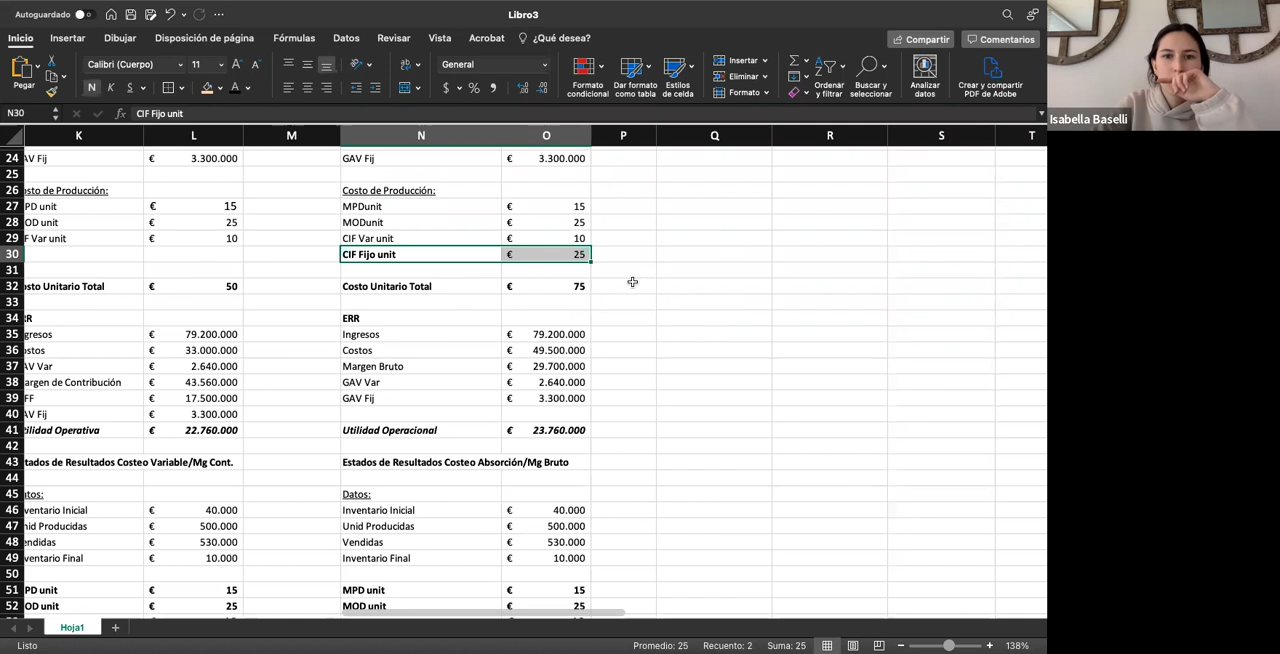 Autoguardado
Libro3
Inicio Insertar Dibujar Disposición de página Fórmulas Datos Revisar Vista Acrobat ¿Qué desea? Compartir Comentarios
Pegar Calibri (Cuerpo) 11 A A General Formato condicional Dar formato como tabla Estilos de celda Insertar Eliminar Formato Ordenar y filtrar Buscar y seleccionar Analizar datos Crear y compartir PDF de Adobe
N K S $ % 9
N30 fx CIF Fijo unit
Isabella Baselli
K L M N O P Q R S T
24 AV Fij € 3.300.000 GAV Fij € 3.300.000
25
26 sto de Producción: Costo de Producción:
27 PD unit € 15 MPDunit € 15
28 OD unit € 25 MODunit € 25
29 F Var unit € 10 CIF Var unit € 10
30 CIF Fijo unit € 25
31
32 sto Unitario Total € 50 Costo Unitario Total € 75
33
34 RR ERR
35 gresos € 79.200.000 Ingresos € 79.200.000
36 ostos € 33.000.000 Costos € 49.500.000
37 AV Var € 2.640.000 Margen Bruto € 29.700.000
38 argen de Contribución € 43.560.000 GAV Var € 2.640.000
39 FF € 17.500.000 GAV Fij € 3.300.000
40 AV Fij € 3.300.000
41 ilidad Operativa € 22.760.000 Utilidad Operacional € 23.760.000
42
43 tados de Resultados Costeo Variable/Mg Cont. Estados de Resultados Costeo Absorción/Mg Bruto
44
45 tos: Datos:
46 ventario Inicial € 40.000 Inventario Inicial € 40.000
47 nid Producidas € 500.000 Unid Producidas € 500.000
48 endidas € 530.000 Vendidas € 530.000
49 ventario Final € 10.000 Inventario Final € 10.000
50
51 PD unit € 15 MPD unit € 15
52 OD unit € 25 MOD unit € 25
Hoja1
Listo Promedio: 25 Recuento: 2 Suma: 25 138%